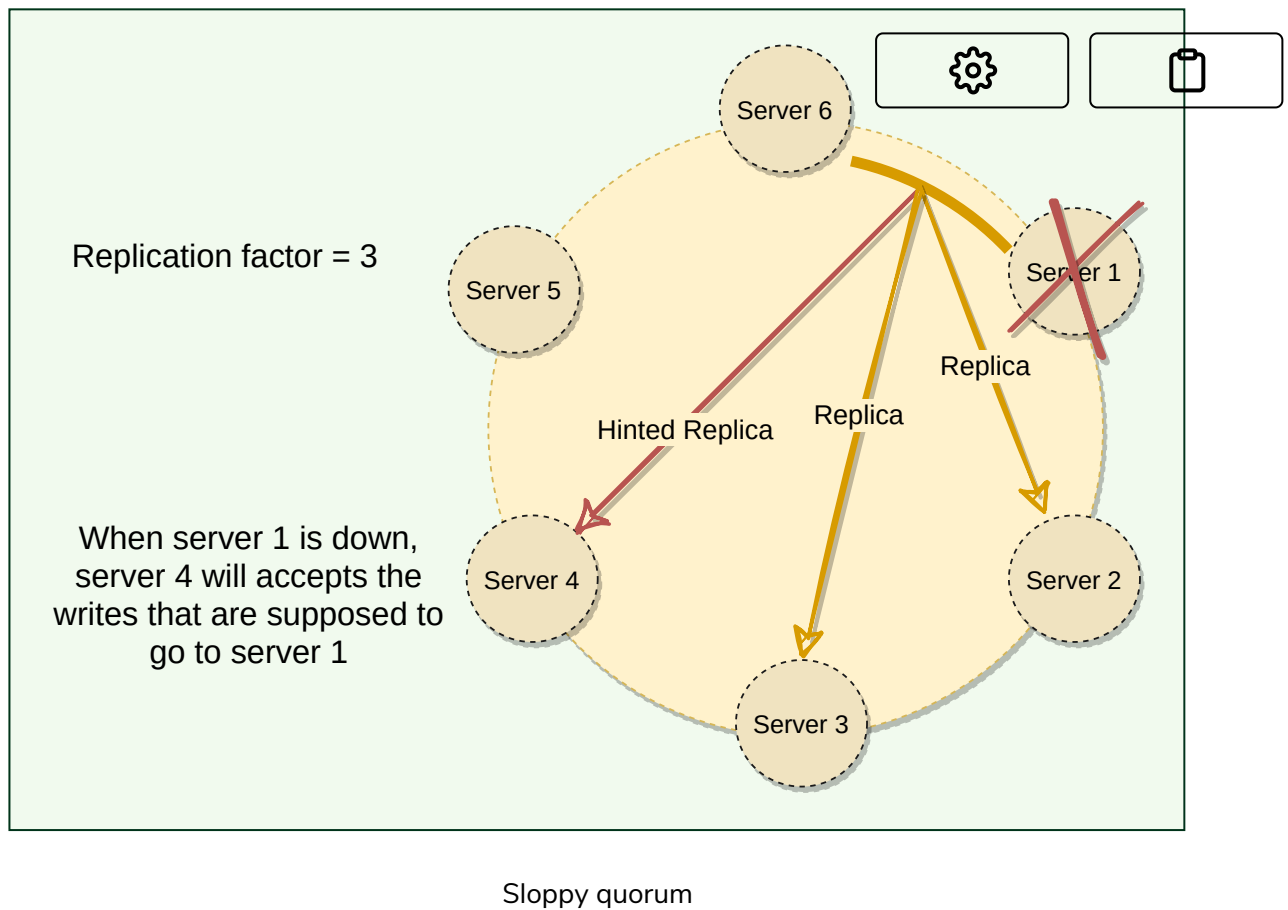 Server 6
Server 1
Replication factor = 3
Server 5
Replica
Replica
Hinted Replica
When server 1 is down,
server 4 will accepts the
writes that are supposed to
go to server 1
Server 4
Server 2
Server 3
Sloppy quorum